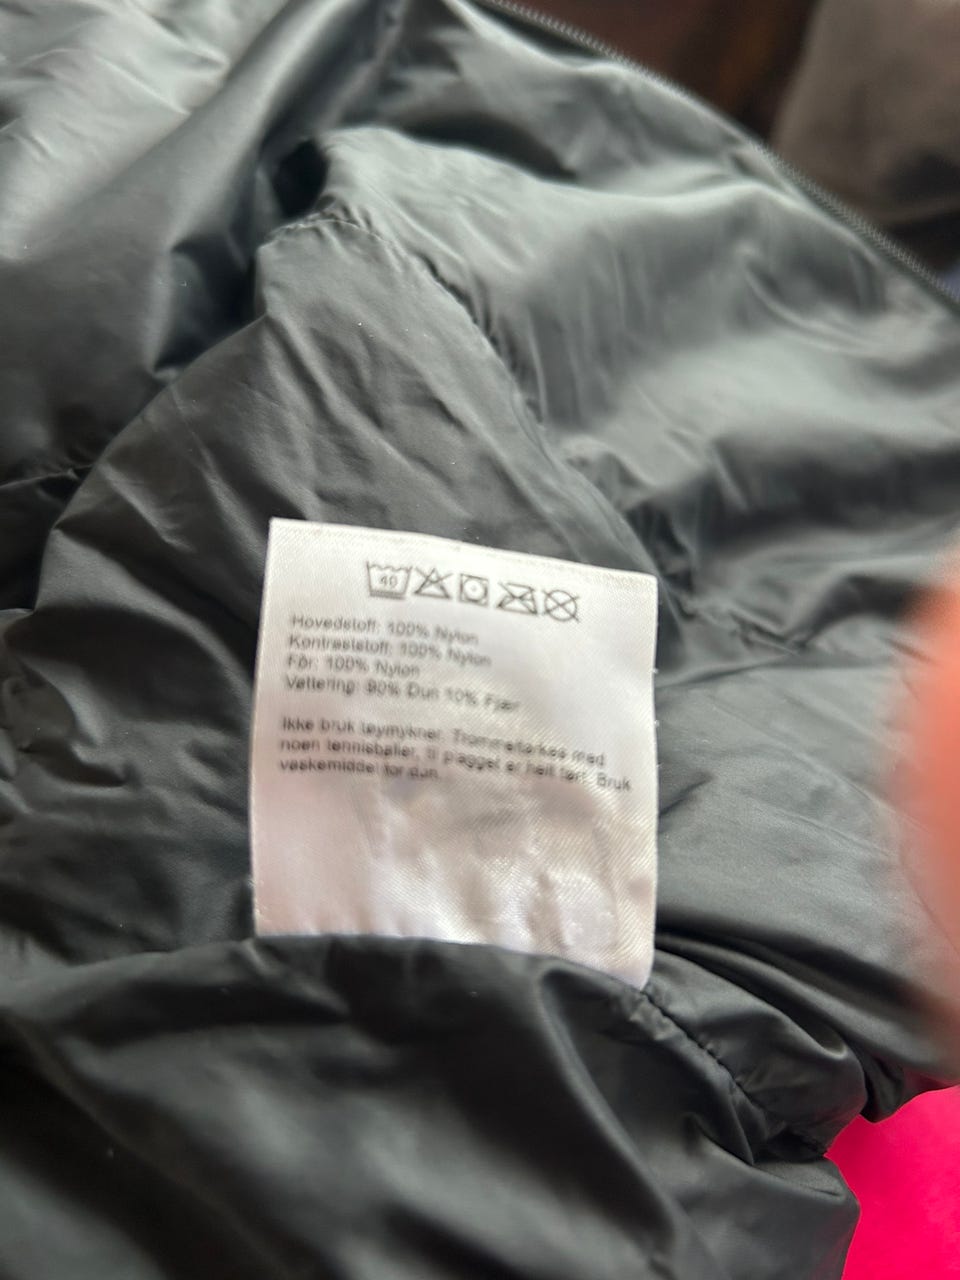 40
Hovedstoff: 100% Nylon
Kontraststoff: 100% Nylon
Fôr: 100% Nylon
Vattering: 90% Dun 10% Fjær
Ikke bruk tøymykner. Trommeltørkes med
noen tennisballer, til plagget er helt tørt. Bruk
vaskemiddel for dun.